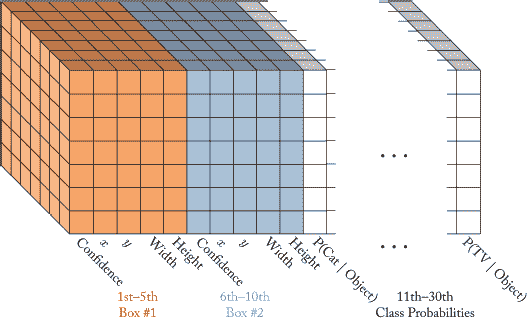 Confidence
x
y
Width
Height
Confidence
x
y
Width
Height
P(Cat | Object)
• • •
• • •
P(TV | Object)
1st–5th
Box #1
6th–10th
Box #2
11th–30th
Class Probabilities